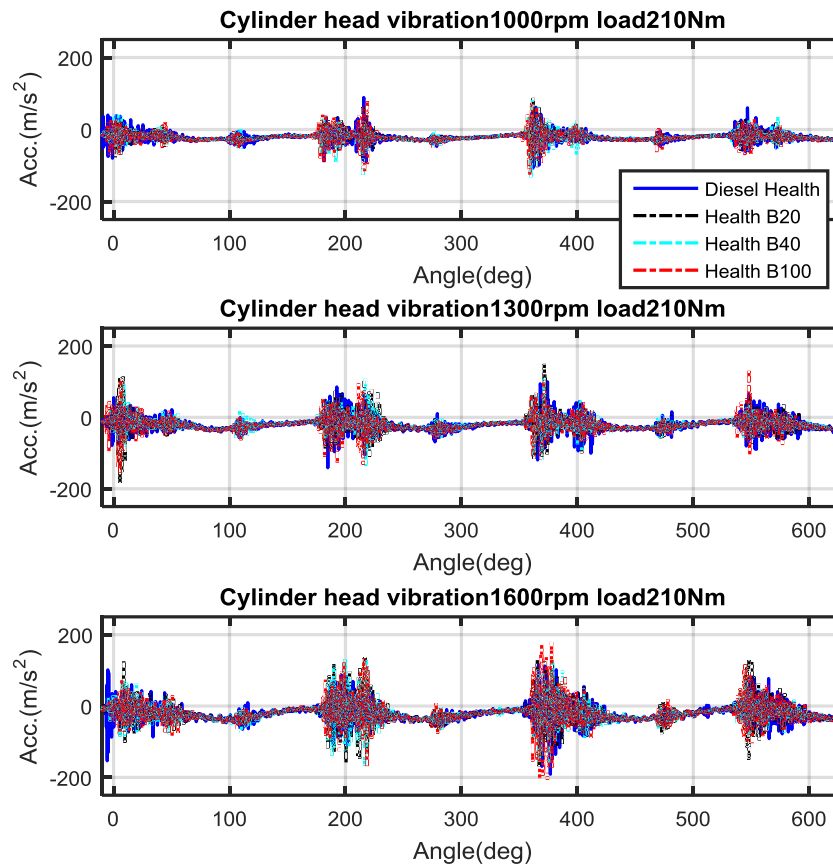 Cylinder head vibration1000rpm load210Nm
200
0
-200
Acc.(m/s²)
0 100 200 300 400
Angle(deg)
Diesel Health
Health B20
Health B40
Health B100
Cylinder head vibration1300rpm load210Nm
200
0
-200
Acc.(m/s²)
0 100 200 300 400 500 600
Angle(deg)
Cylinder head vibration1600rpm load210Nm
200
0
-200
Acc.(m/s²)
0 100 200 300 400 500 600
Angle(deg)